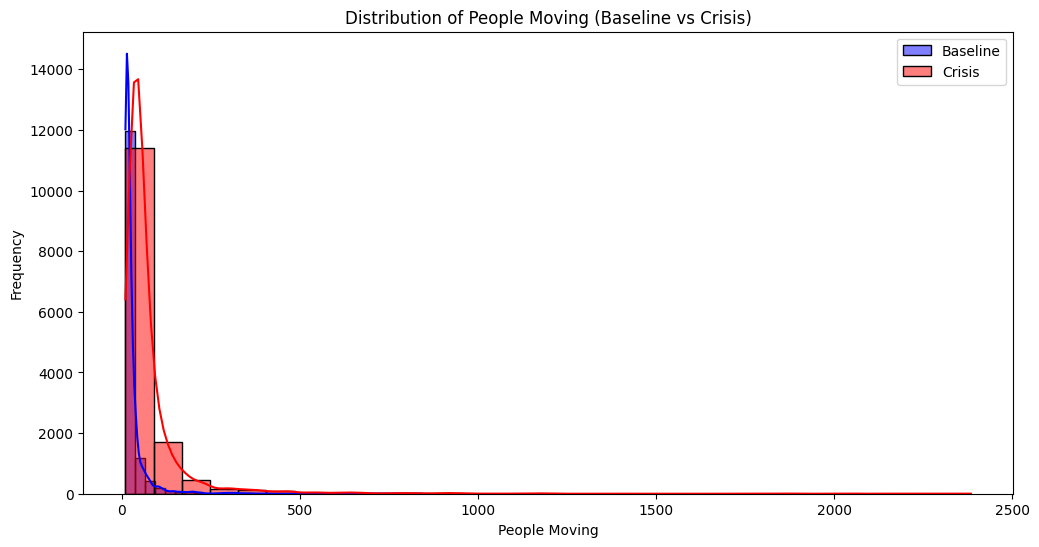 Distribution of People Moving (Baseline vs Crisis)
Baseline
Crisis
14000
12000
10000
8000
6000
4000
2000
0
Frequency
0
500
1000
1500
2000
2500
People Moving